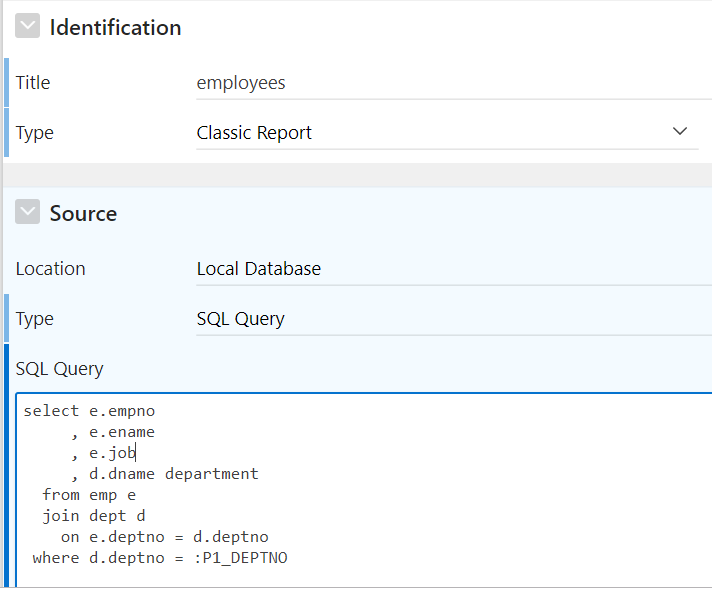 Identification
Title employees
Type Classic Report
Source
Location Local Database
Type SQL Query
SQL Query
select e.empno
     , e.ename
     , e.job
     , d.dname department
  from emp e
  join dept d
    on e.deptno = d.deptno
 where d.deptno = :P1_DEPTNO